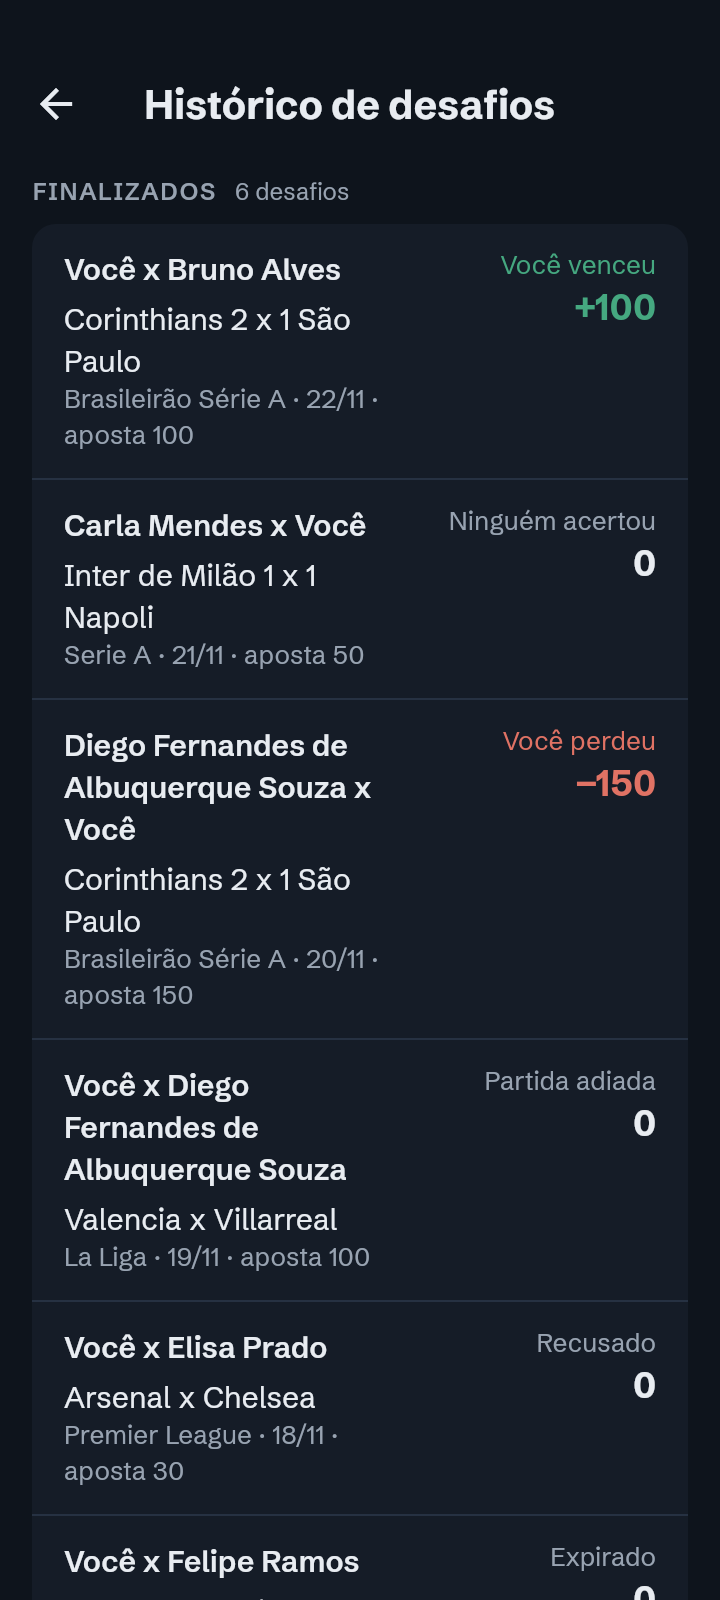 Histórico de desafios
FINALIZADOS 6 desafios
Você x Bruno Alves
Você venceu
+100
Corinthians 2 x 1 São
Paulo
Brasileirão Série A · 22/11 ·
aposta 100
Carla Mendes x Você
Ninguém acertou
0
Inter de Milão 1 x 1
Napoli
Serie A · 21/11 · aposta 50
Diego Fernandes de
Albuquerque Souza x
Você
Você perdeu
−150
Corinthians 2 x 1 São
Paulo
Brasileirão Série A · 20/11 ·
aposta 150
Você x Diego
Fernandes de
Albuquerque Souza
Partida adiada
0
Valencia x Villarreal
La Liga · 19/11 · aposta 100
Você x Elisa Prado
Recusado
0
Arsenal x Chelsea
Premier League · 18/11 ·
aposta 30
Você x Felipe Ramos
Expirado
0